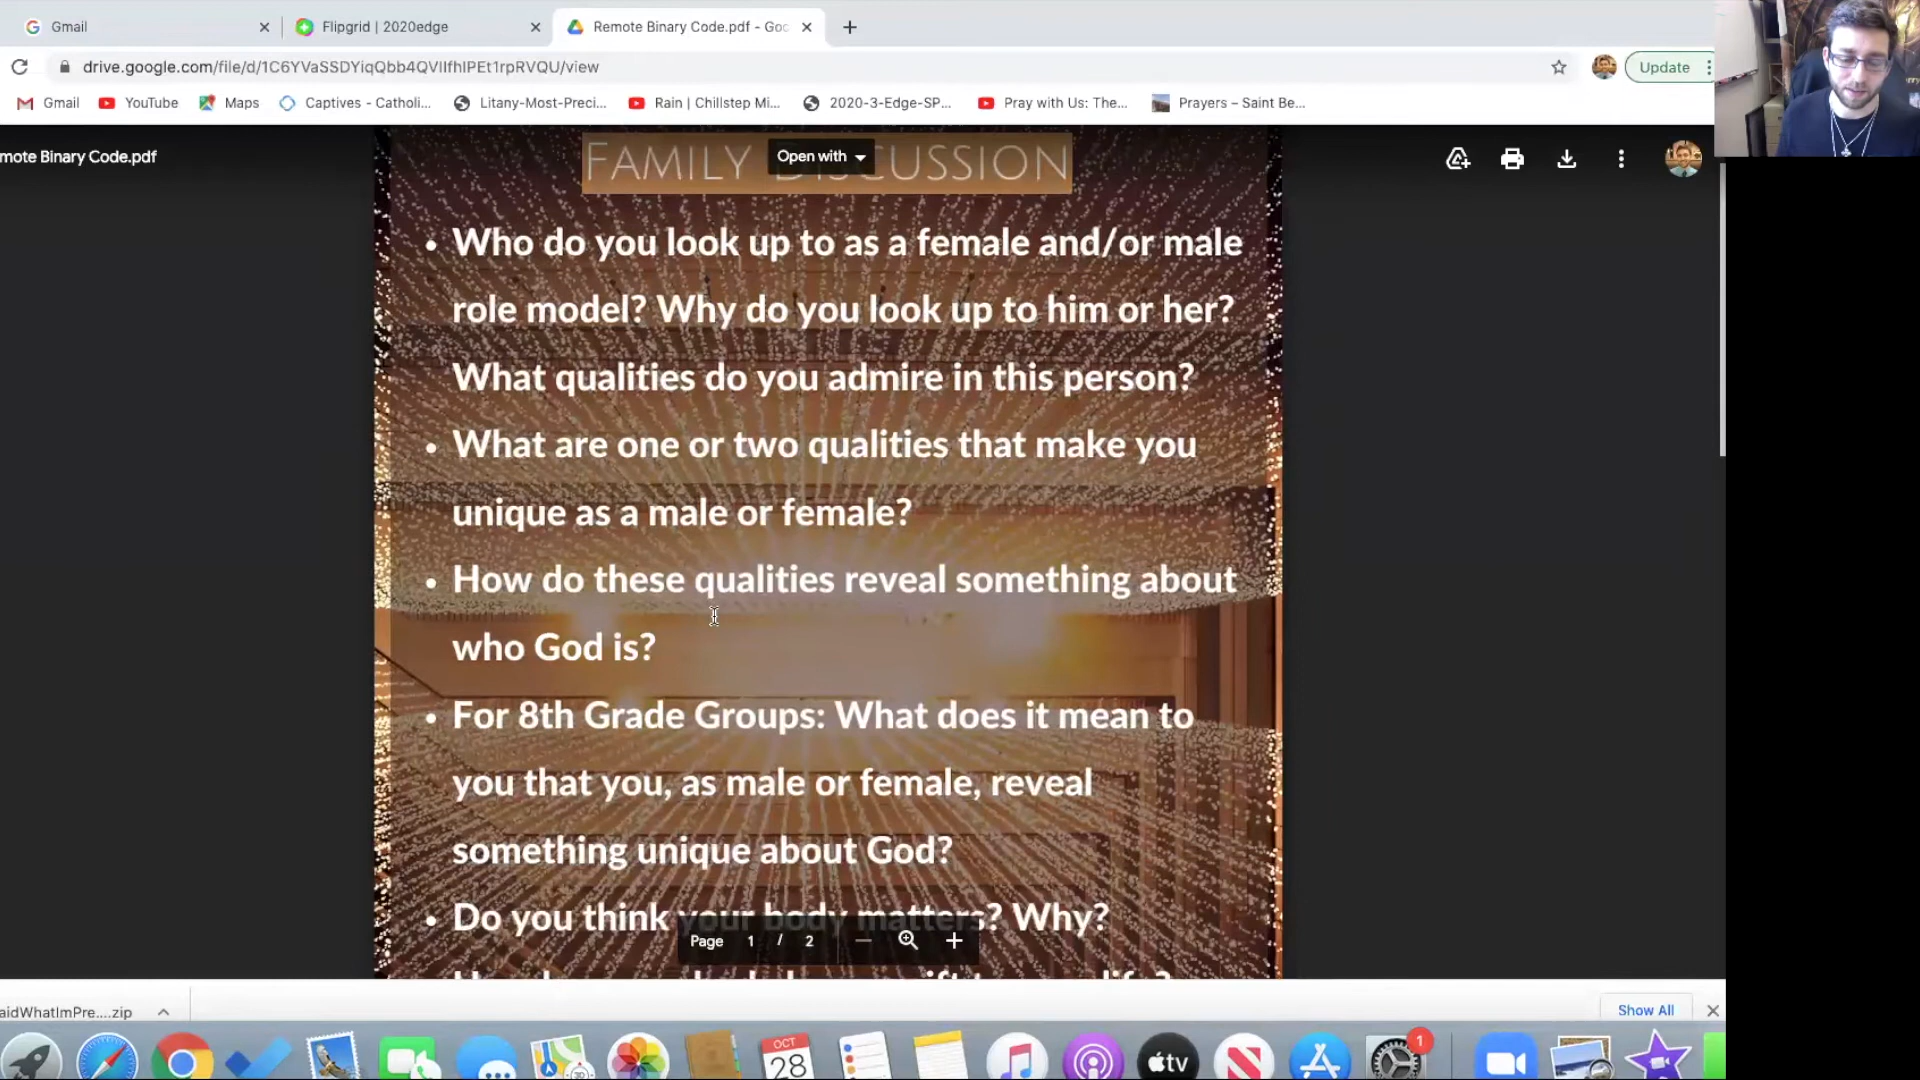 Gmail
Flipgrid | 2020edge
Remote Binary Code.pdf - Goo
drive.google.com/file/d/1C6YVaSSDYiqQbb4QVIIfhIPEt1rpRVQU/view
Update
Gmail
YouTube
Maps
Captives - Catholi...
Litany-Most-Preci...
Rain | Chillstep Mi...
2020-3-Edge-SP...
Pray with Us: The...
Prayers – Saint Be...
mote Binary Code.pdf
Open with
FAMILY DISCUSSION
• Who do you look up to as a female and/or male
role model? Why do you look up to him or her?
What qualities do you admire in this person?
• What are one or two qualities that make you
unique as a male or female?
• How do these qualities reveal something about
who God is?
• For 8th Grade Groups: What does it mean to
you that you, as male or female, reveal
something unique about God?
• Do you think your body matters? Why?
Page 1 / 2
aidWhatImPre....zip
Show All
OCT
28
tv
1